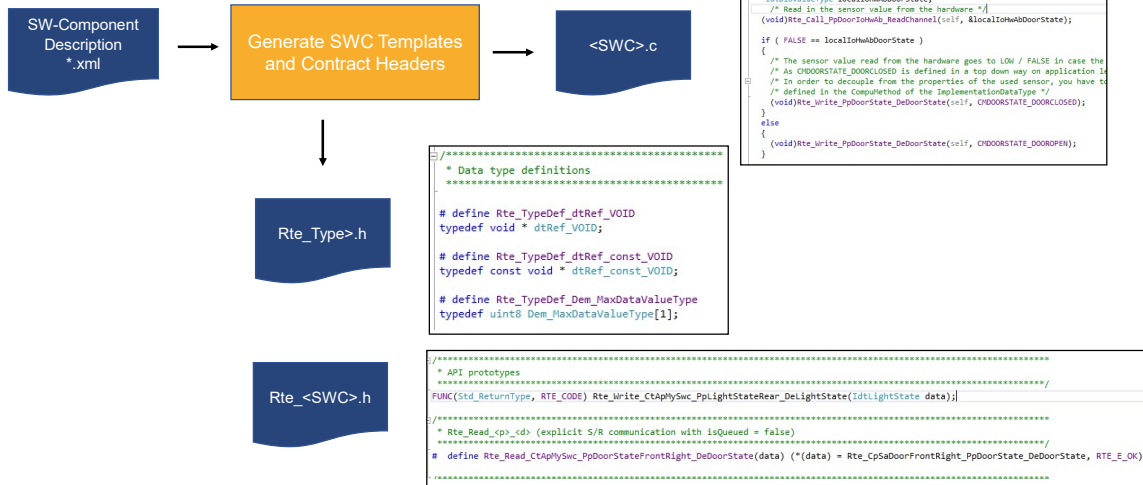 SW-Component
Description
*.xml
Generate SWC Templates
and Contract Headers
<SWC>.c
/* Read in the sensor value from the hardware */
(void)Rte_Call_PpDoorIoHwAb_ReadChannel(self, &localIoHwAbDoorState);
if ( FALSE == localIoHwAbDoorState )
{
/* The sensor value read from the hardware goes to LOW / FALSE in case the
/* As CMDOORSTATE_DOORCLOSED is defined in a top down way on application le
/* In order to decouple from the properties of the used sensor, you have to
/* defined in the CompuMethod of the ImplementationDataType */
(void)Rte_Write_PpDoorState_DeDoorState(self, CMDOORSTATE_DOORCLOSED);
}
else
{
(void)Rte_Write_PpDoorState_DeDoorState(self, CMDOORSTATE_DOOROPEN);
}
Rte_Type>.h
/********************************************
* Data type definitions
********************************************
# define Rte_TypeDef_dtRef_VOID
typedef void * dtRef_VOID;
# define Rte_TypeDef_dtRef_const_VOID
typedef const void * dtRef_const_VOID;
# define Rte_TypeDef_Dem_MaxDataValueType
typedef uint8 Dem_MaxDataValueType[1];
Rte_<SWC>.h
/**********************************************************************************************************************
* API prototypes
*********************************************************************************************************************/
FUNC(Std_ReturnType, RTE_CODE) Rte_Write_CtApMySwc_PpLightStateRear_DeLightState(IdtLightState data);
/**********************************************************************************************************************
* Rte_Read_<p>_<d> (explicit S/R communication with isQueued = false)
*********************************************************************************************************************/
# define Rte_Read_CtApMySwc_PpDoorStateFrontRight_DeDoorState(data) (*(data) = Rte_CpSaDoorFrontRight_PpDoorState_DeDoorState, RTE_E_OK)
/**********************************************************************************************************************